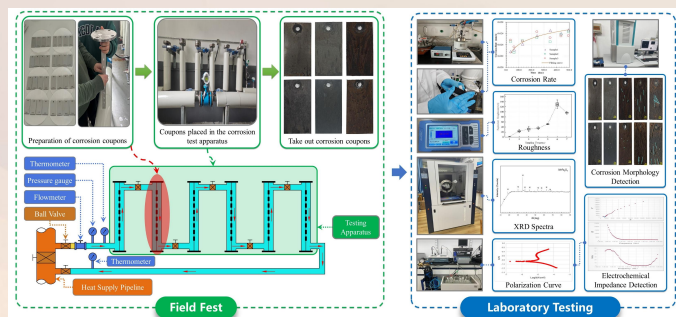 Preparation of corrosion coupons
Coupons placed in the corrosion
test apparatus
Take out corrosion coupons
Thermometer
Pressure gauge
Flowmeter
Ball Valve
Thermometer
Heat Supply Pipeline
Testing
Apparatus
Field Fest
Corrosion Rate
Roughness
XRD Spectra
Polarization Curve
Corrosion Morphology
Detection
Electrochemical
Impedance Detection
Laboratory Testing